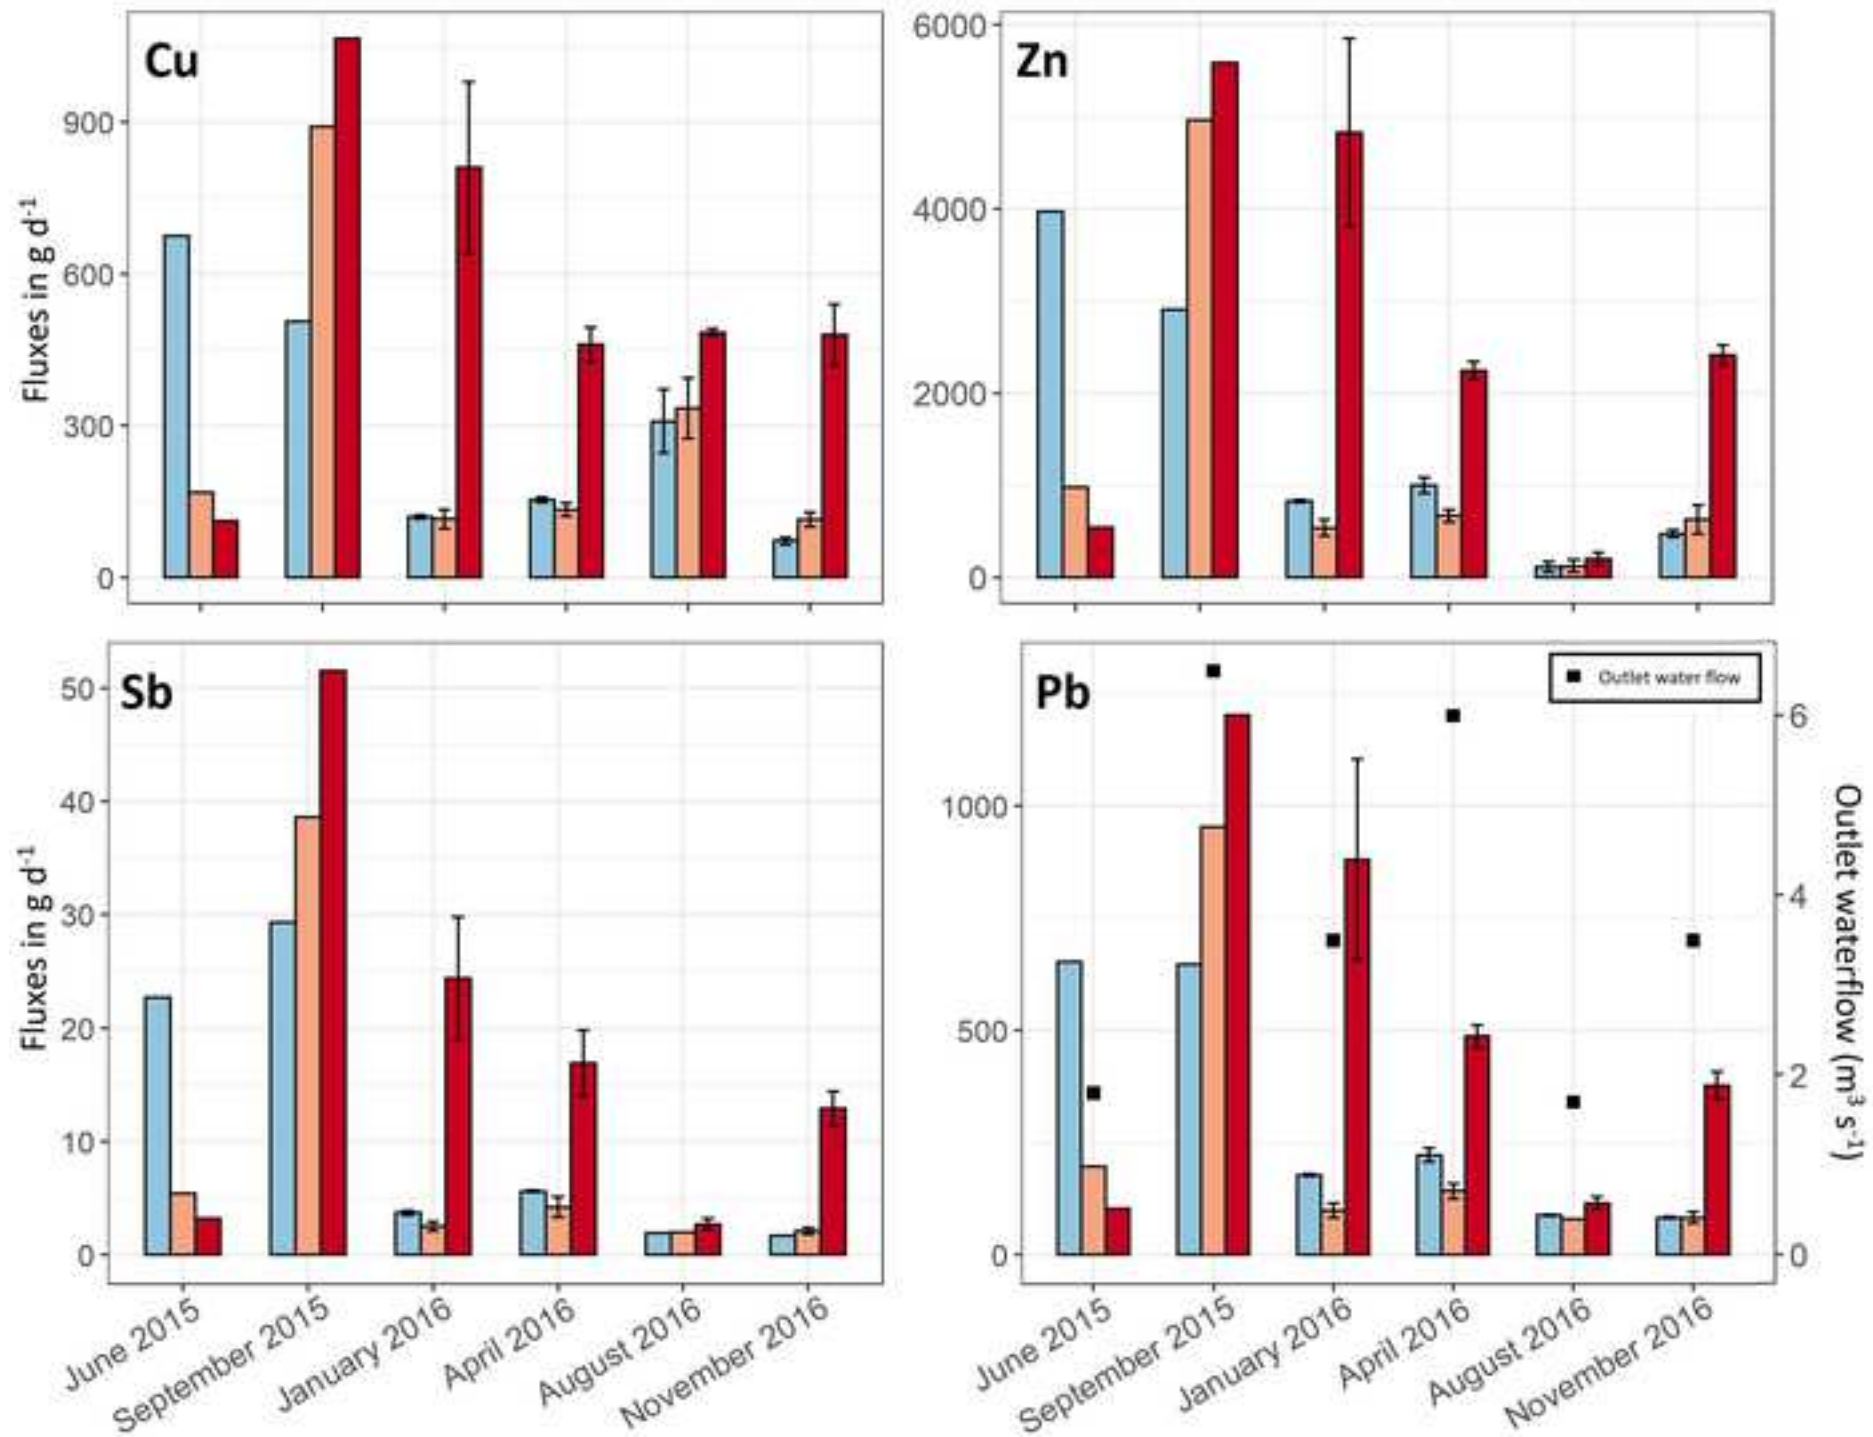 Cu
Fluxes in g d-1
900
600
300
0
Zn
6000
4000
2000
0
Sb
Fluxes in g d-1
50
40
30
20
10
0
June 2015
September 2015
January 2016
April 2016
August 2016
November 2016
Pb
Outlet water flow
1000
500
0
6
4
2
0
Outlet waterflow (m3 s-1)
June 2015
September 2015
January 2016
April 2016
August 2016
November 2016